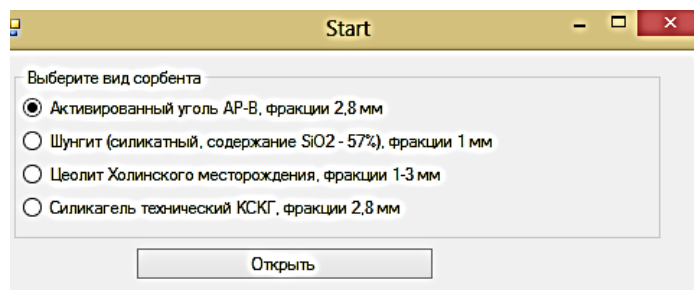 Start
Выберите вид сорбента
Активированный уголь АР-В, фракции 2,8 мм
Шунгит (силикатный, содержание SiO2 - 57%), фракции 1 мм
Цеолит Холинского месторождения, фракции 1-3 мм
Силикагель технический КСКГ, фракции 2,8 мм
Открыть